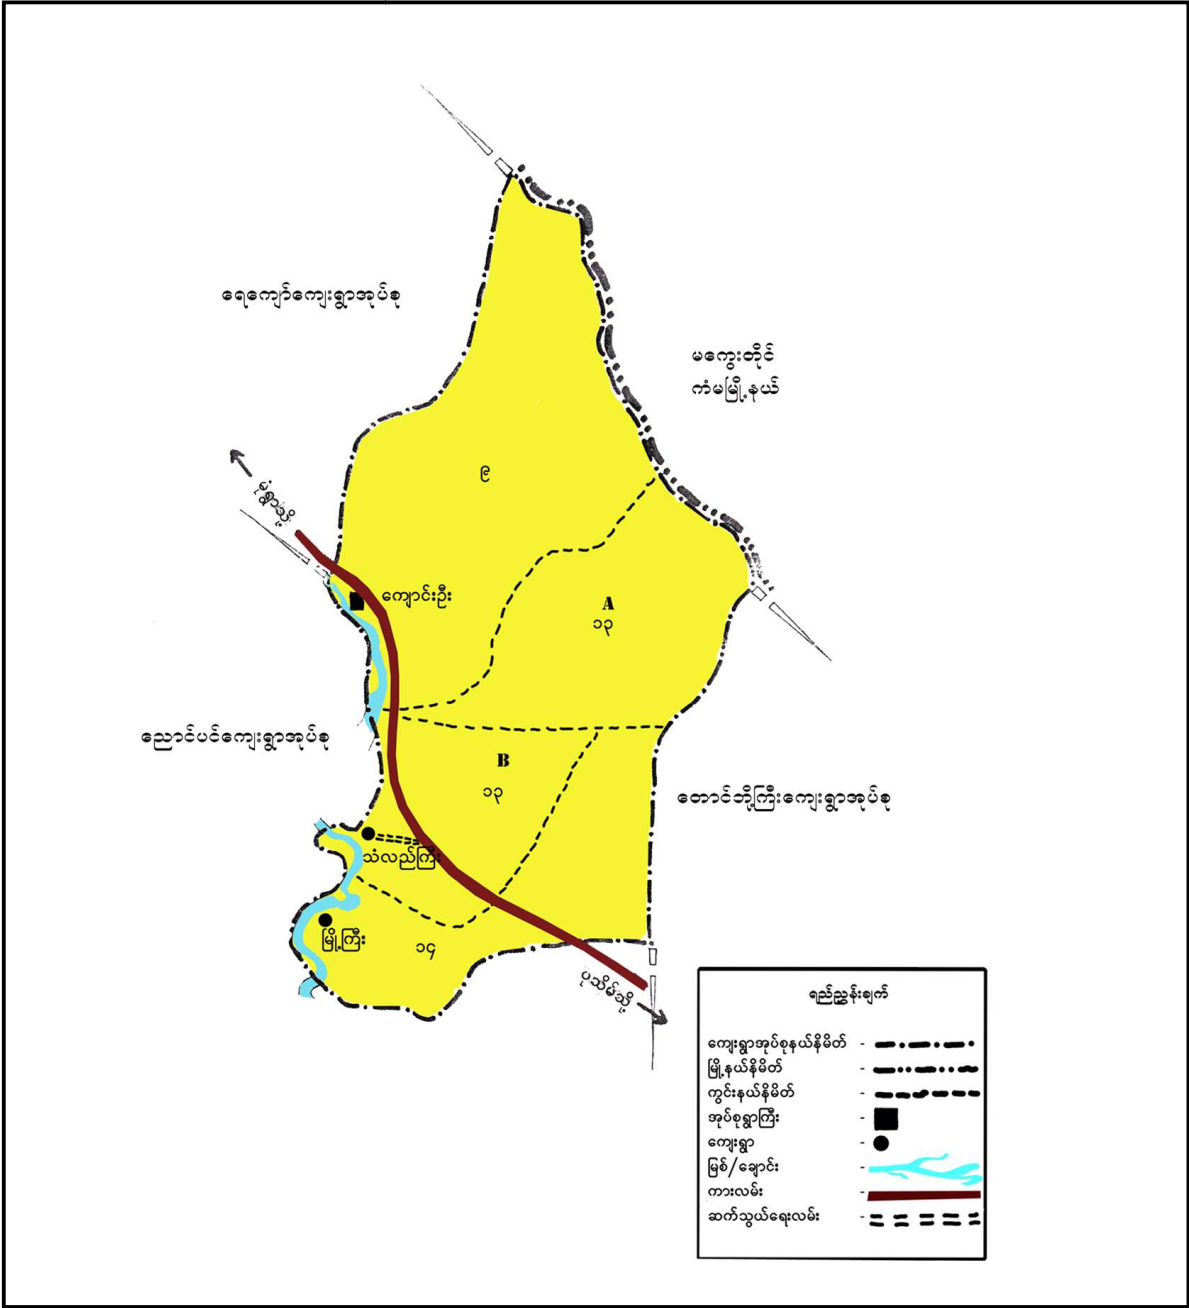 ရေကျော်ကျေးရွာအုပ်စု
မကွေးတိုင်
ကံမမြို့နယ်
၉
မုံရွာသို့
ကျောင်းဦး
A
၁၃
ညောင်ပင်ကျေးရွာအုပ်စု
B
၁၃
တောင်ဘို့ကြီးကျေးရွာအုပ်စု
သံလည်ကြီး
မြို့ကြီး
၁၄
ပုသိမ်သို့
ရည်ညွှန်းချက်
ကျေးရွာအုပ်စုနယ်နိမိတ် -
မြို့နယ်နိမိတ် -
ကွင်းနယ်နိမိတ် -
အုပ်စုရွာကြီး -
ကျေးရွာ -
မြစ်/ချောင်း -
ကားလမ်း -
ဆက်သွယ်ရေးလမ်း -